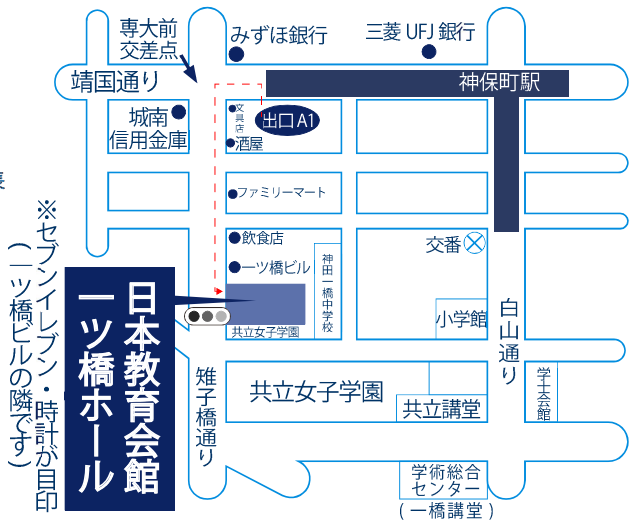 専大前
交差点
みずほ銀行
三菱 UFJ 銀行
靖国通り
神保町駅
城南
信用金庫
文具店
出口 A1
酒屋
ファミリーマート
飲食店
交番
一ツ橋ビル
神田一橋中学校
共立女子学園
小学館
白山通り
長
※セブンイレブン・時計が目印
(一ツ橋ビルの隣です)
日本教育会館
一ツ橋ホール
雉子橋通り
共立女子学園
共立講堂
学士会館
学術総合
センター
( 一橋講堂 )